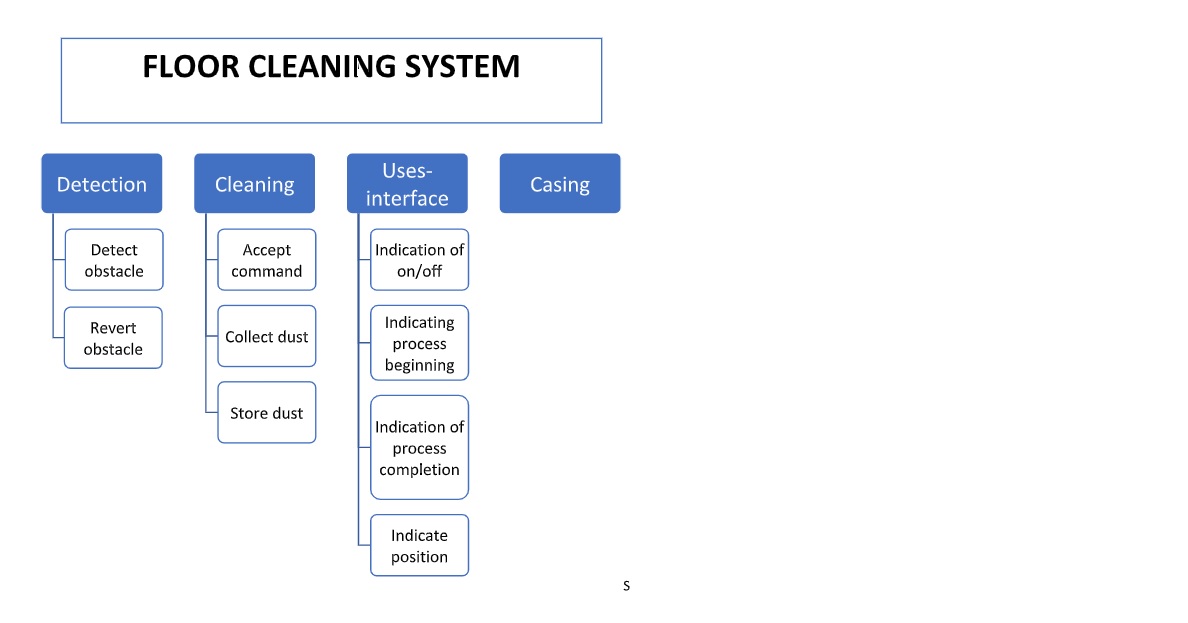 FLOOR CLEANING SYSTEM
Detection
Detect
obstacle
Revert
obstacle
Cleaning
Accept
command
Collect dust
Store dust
Uses-
interface
Indication of
on/off
Indicating
process
beginning
Indication of
process
completion
Indicate
position
Casing
S